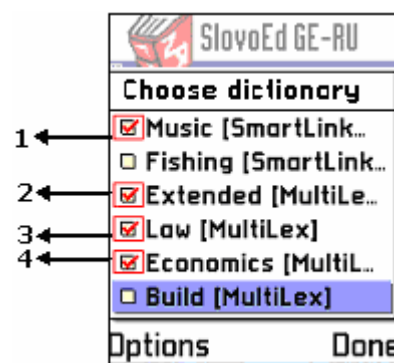 SlovoEd GE-RU
Choose dictionary
1 Music [SmartLink...
Fishing [SmartLink...
2 Extended [MultiLe...
3 Law [MultiLex]
4 Economics [MultiL...
Build [MultiLex]
Options Done